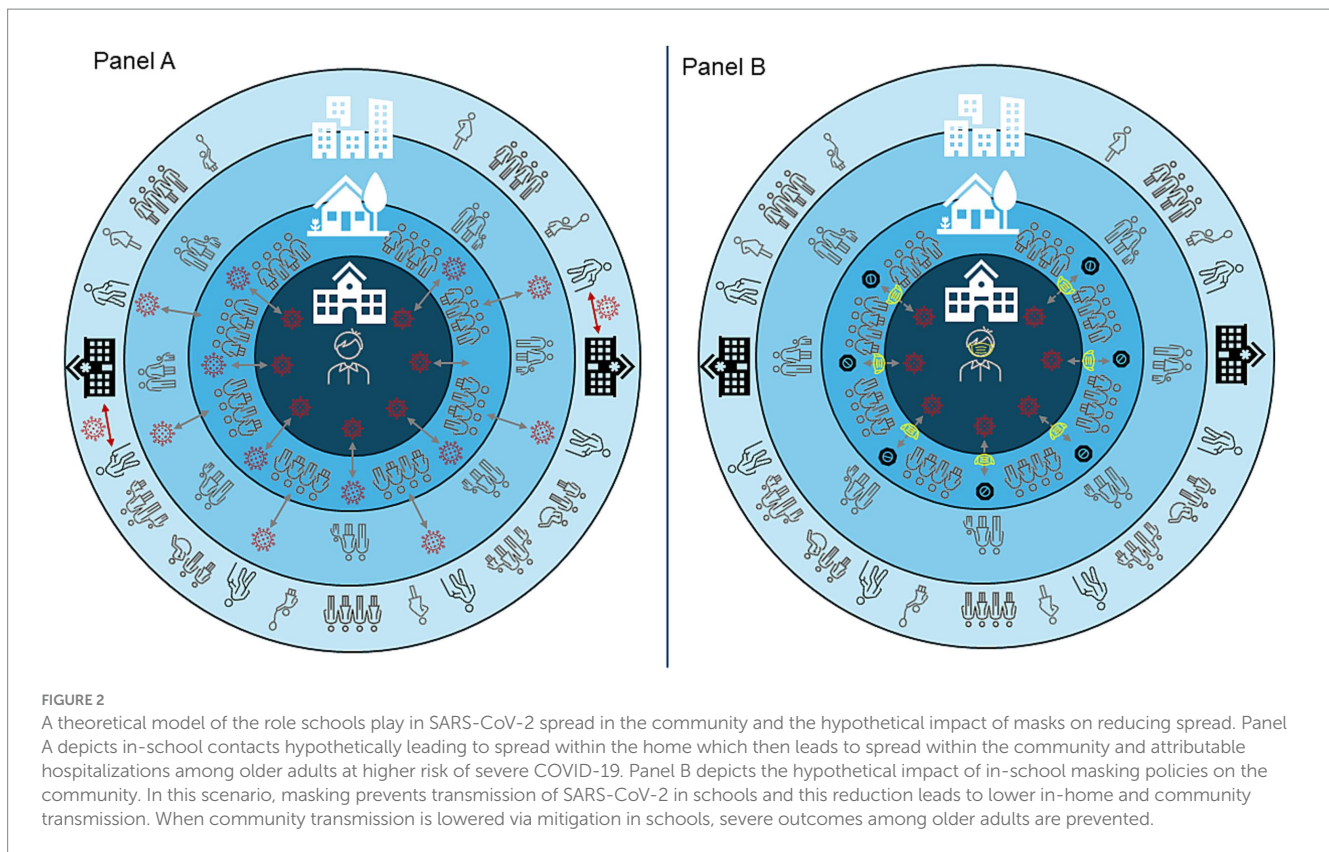 Panel A
Panel B
FIGURE 2
A theoretical model of the role schools play in SARS-CoV-2 spread in the community and the hypothetical impact of masks on reducing spread. Panel
A depicts in-school contacts hypothetically leading to spread within the home which then leads to spread within the community and attributable
hospitalizations among older adults at higher risk of severe COVID-19. Panel B depicts the hypothetical impact of in-school masking policies on the
community. In this scenario, masking prevents transmission of SARS-CoV-2 in schools and this reduction leads to lower in-home and community
transmission. When community transmission is lowered via mitigation in schools, severe outcomes among older adults are prevented.